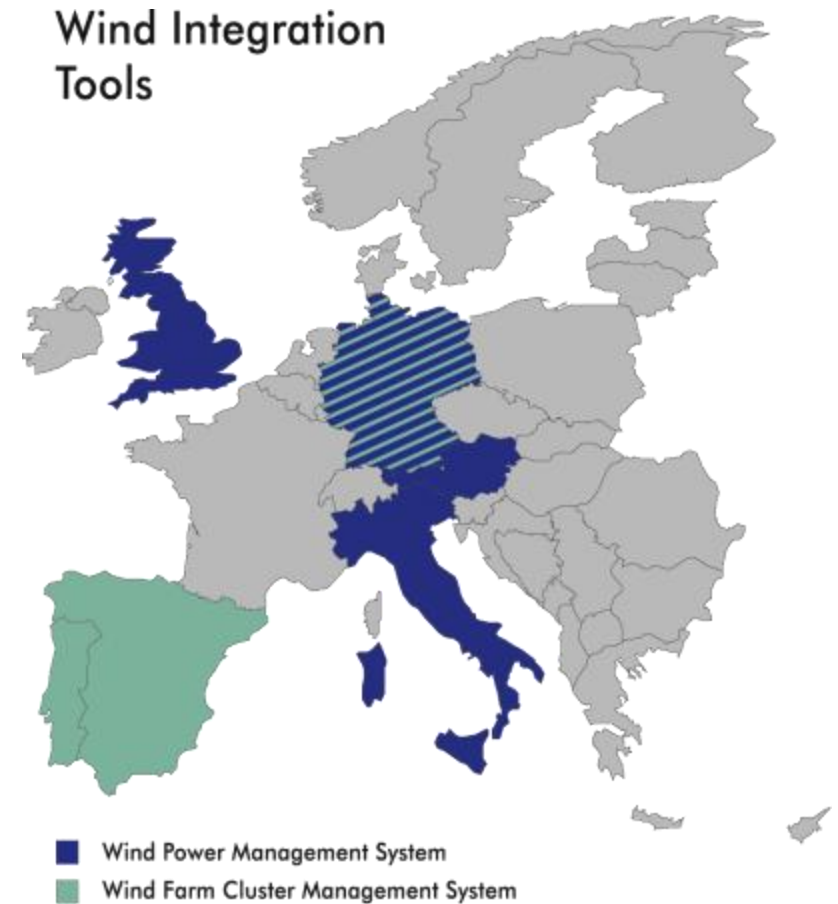 Wind Integration
Tools
Wind Power Management System
Wind Farm Cluster Management System